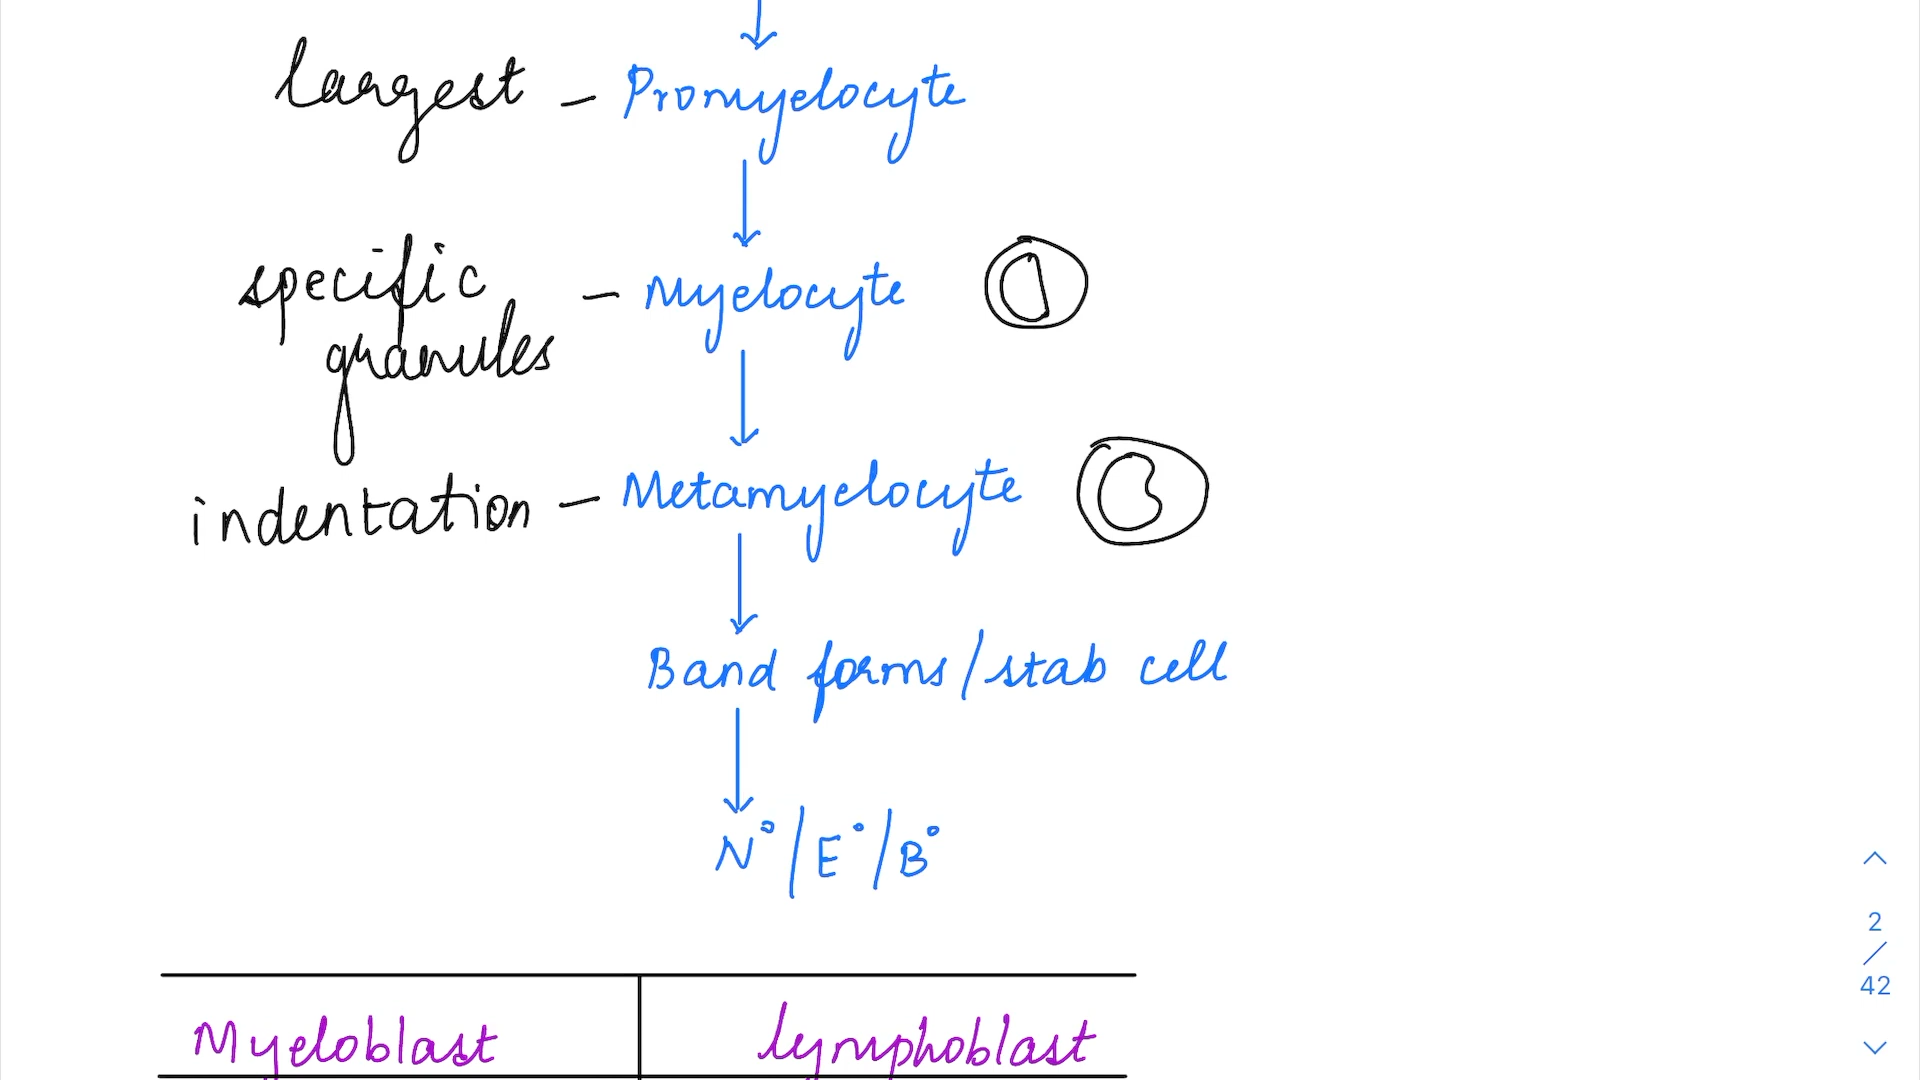 largest - Promyelocyte
specific - Myelocyte
granules
indentation - Metamyelocyte
Band forms/stab cell
N°/E°/B°
Myeloblast lymphoblast
2
/
42